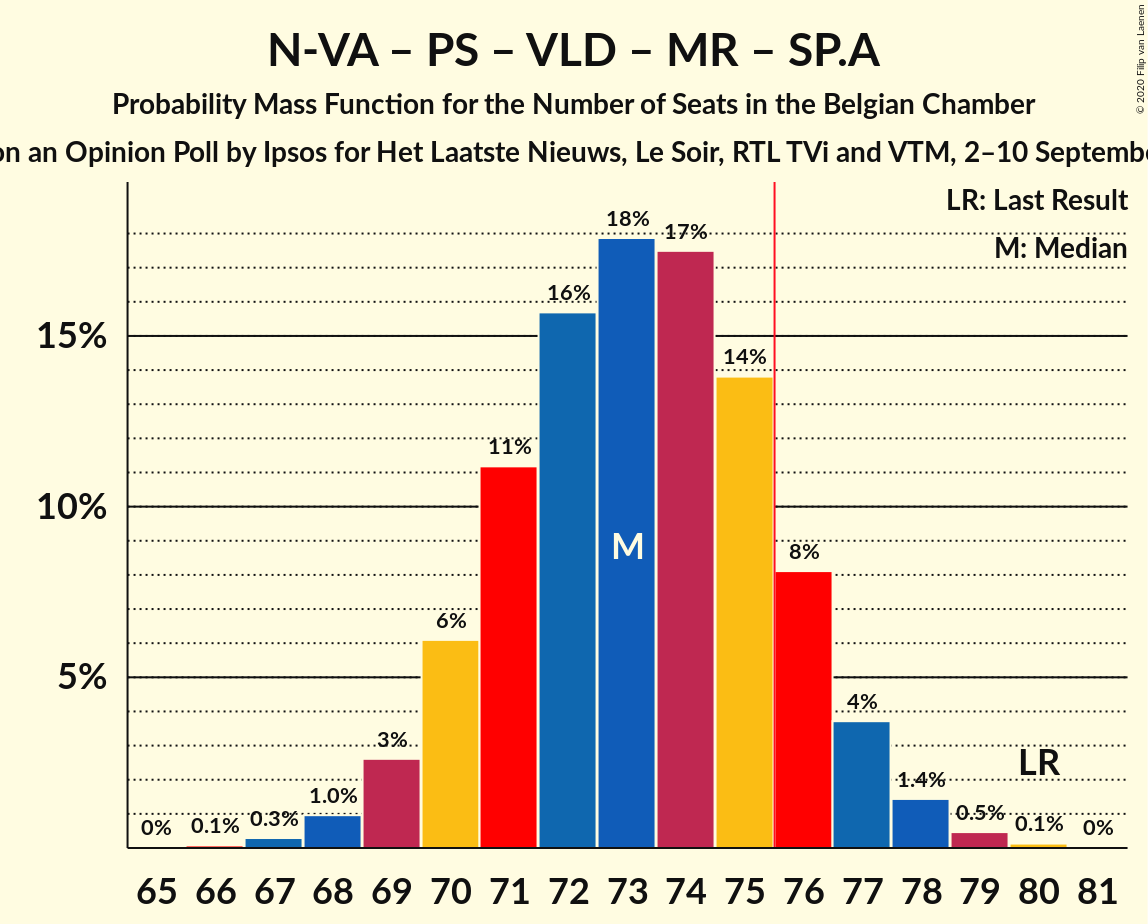 N-VA – PS – VLD – MR – SP.A
Probability Mass Function for the Number of Seats in the Belgian Chamber
on an Opinion Poll by Ipsos for Het Laatste Nieuws, Le Soir, RTL TVi and VTM, 2–10 Septembe
© 2020 Filip van Laenen
LR: Last Result
M: Median
18%
17%
16%
15%
14%
11%
10%
M
8%
6%
5%
4%
3%
LR
1.4%
1.0%
0.5%
0.3%
0.1%
0.1%
0%
0%
65 66 67 68 69 70 71 72 73 74 75 76 77 78 79 80 81